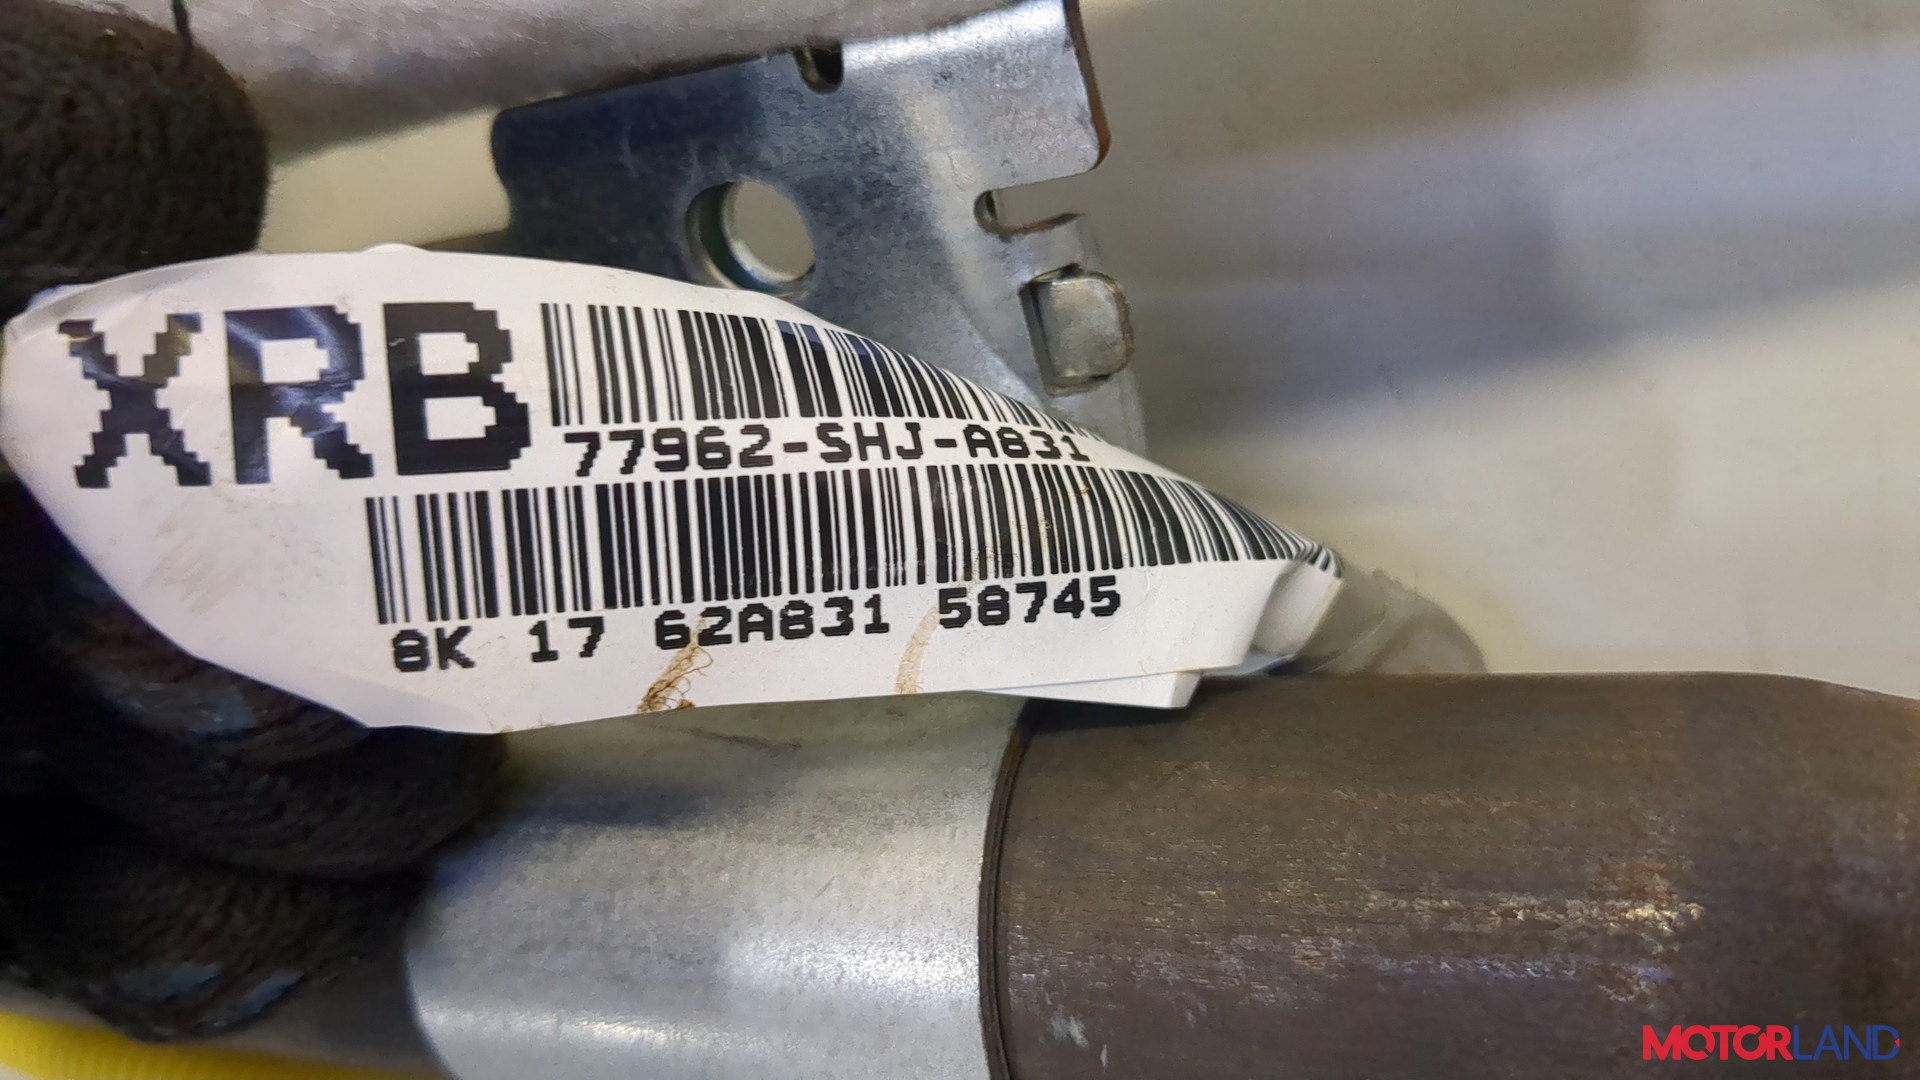 XRB
77962-SHJ-A831
8K 17 62A831 58745
MOTORLAND